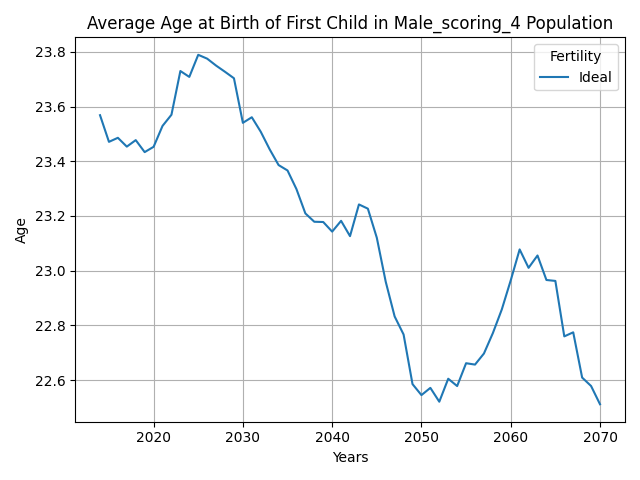 Average Age at Birth of First Child in Male_scoring_4 Population
Fertility
Ideal
23.8
23.6
23.4
23.2
23.0
22.8
22.6
Age
2020
2030
2040
2050
2060
2070
Years